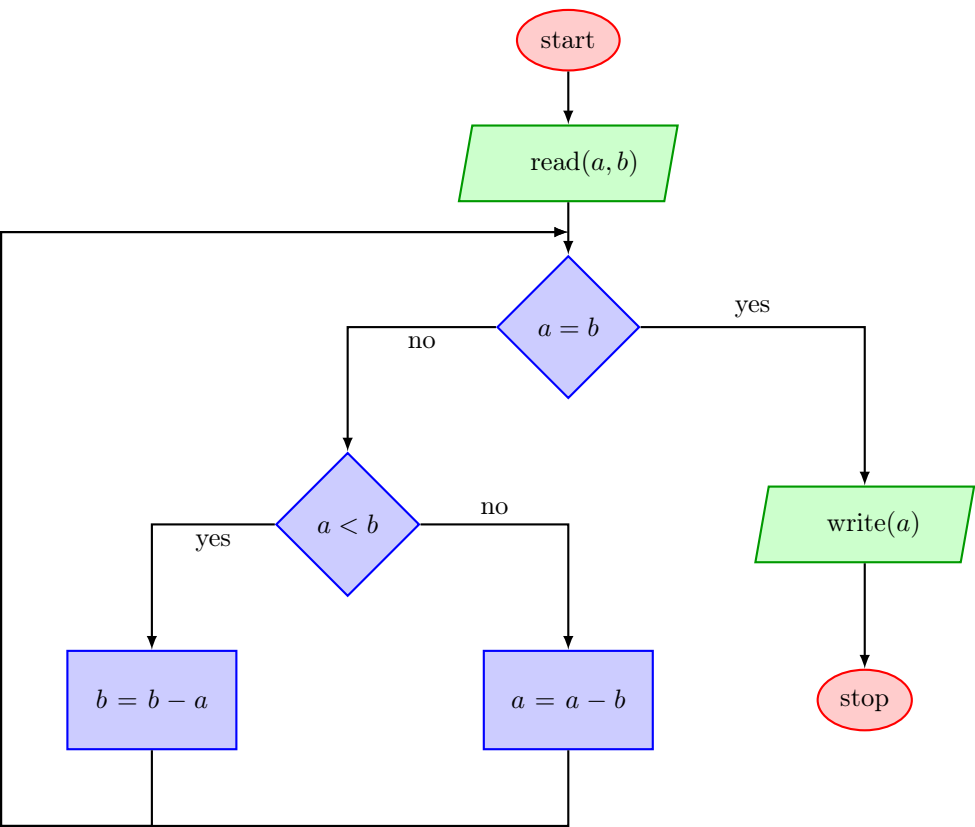 start
read(a, b)
a = b
yes
no
a < b
no
yes
write(a)
b = b − a
a = a − b
stop